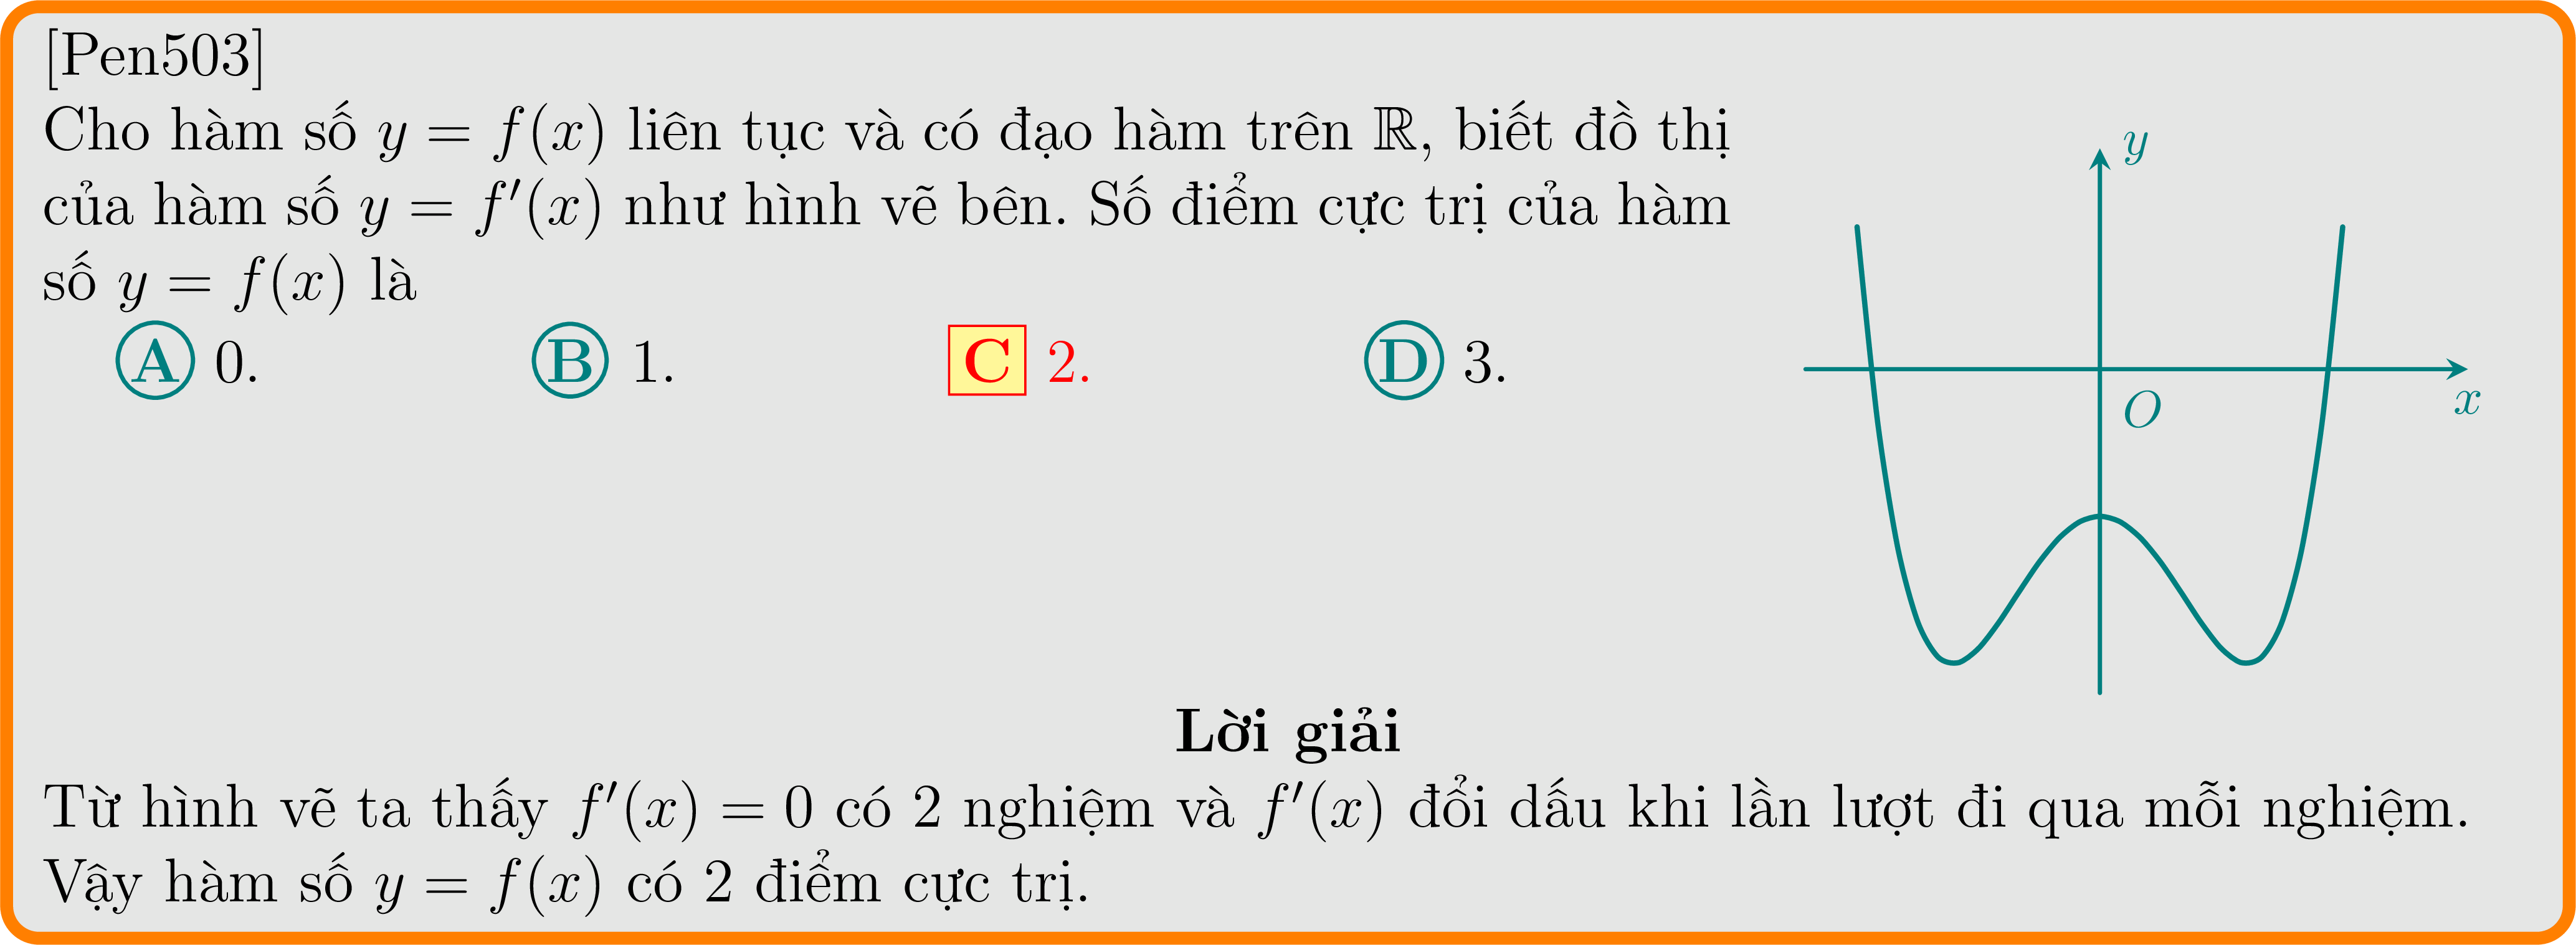 [Pen503]
Cho hàm số y = f(x) liên tục và có đạo hàm trên ℝ, biết đồ thị
của hàm số y = f′(x) như hình vẽ bên. Số điểm cực trị của hàm
số y = f(x) là
A 0. B 1. C 2. D 3.
y
O
x
Lời giải
Từ hình vẽ ta thấy f′(x) = 0 có 2 nghiệm và f′(x) đổi dấu khi lần lượt đi qua mỗi nghiệm.
Vậy hàm số y = f(x) có 2 điểm cực trị.